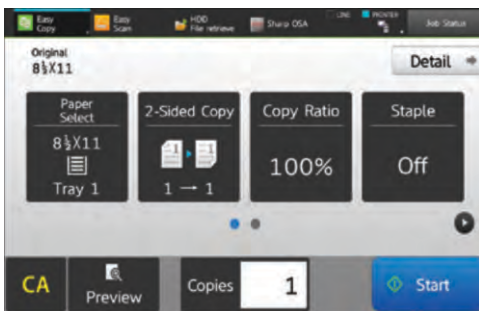 Easy
Copy
Easy
Scan
HDD
File retrieve
Sharp OSA
LINE
PRINTER
Job Status
Original
8½X11
Detail
Paper
Select
8½X11
Tray 1
2-Sided Copy
1
1
1 → 1
Copy Ratio
100%
Staple
Off
CA
Preview
Copies
1
Start